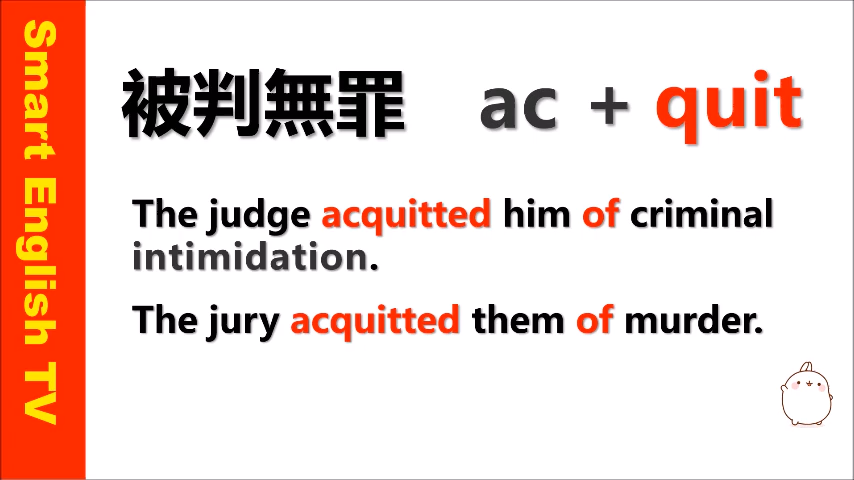 Smart English TV
被判無罪 ac + quit
The judge acquitted him of criminal
intimidation.
The jury acquitted them of murder.